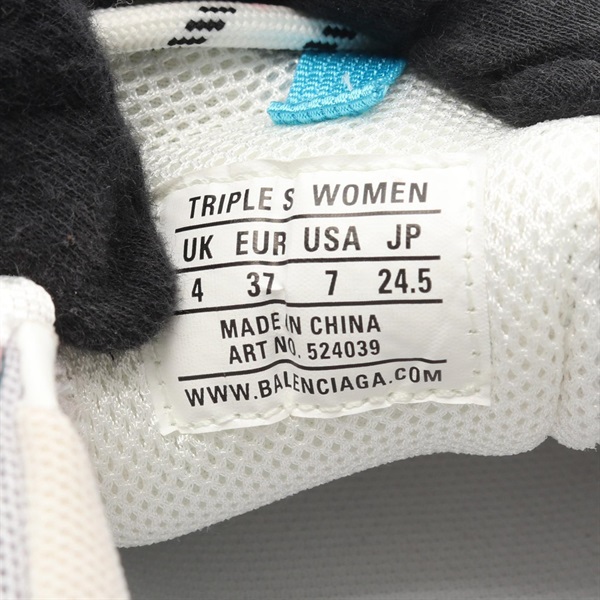 TRIPLE S WOMEN
UK EUR USA JP
4 37 7 24.5
MADE IN CHINA
ART NO. 524039
WWW.BALENCIAGA.COM